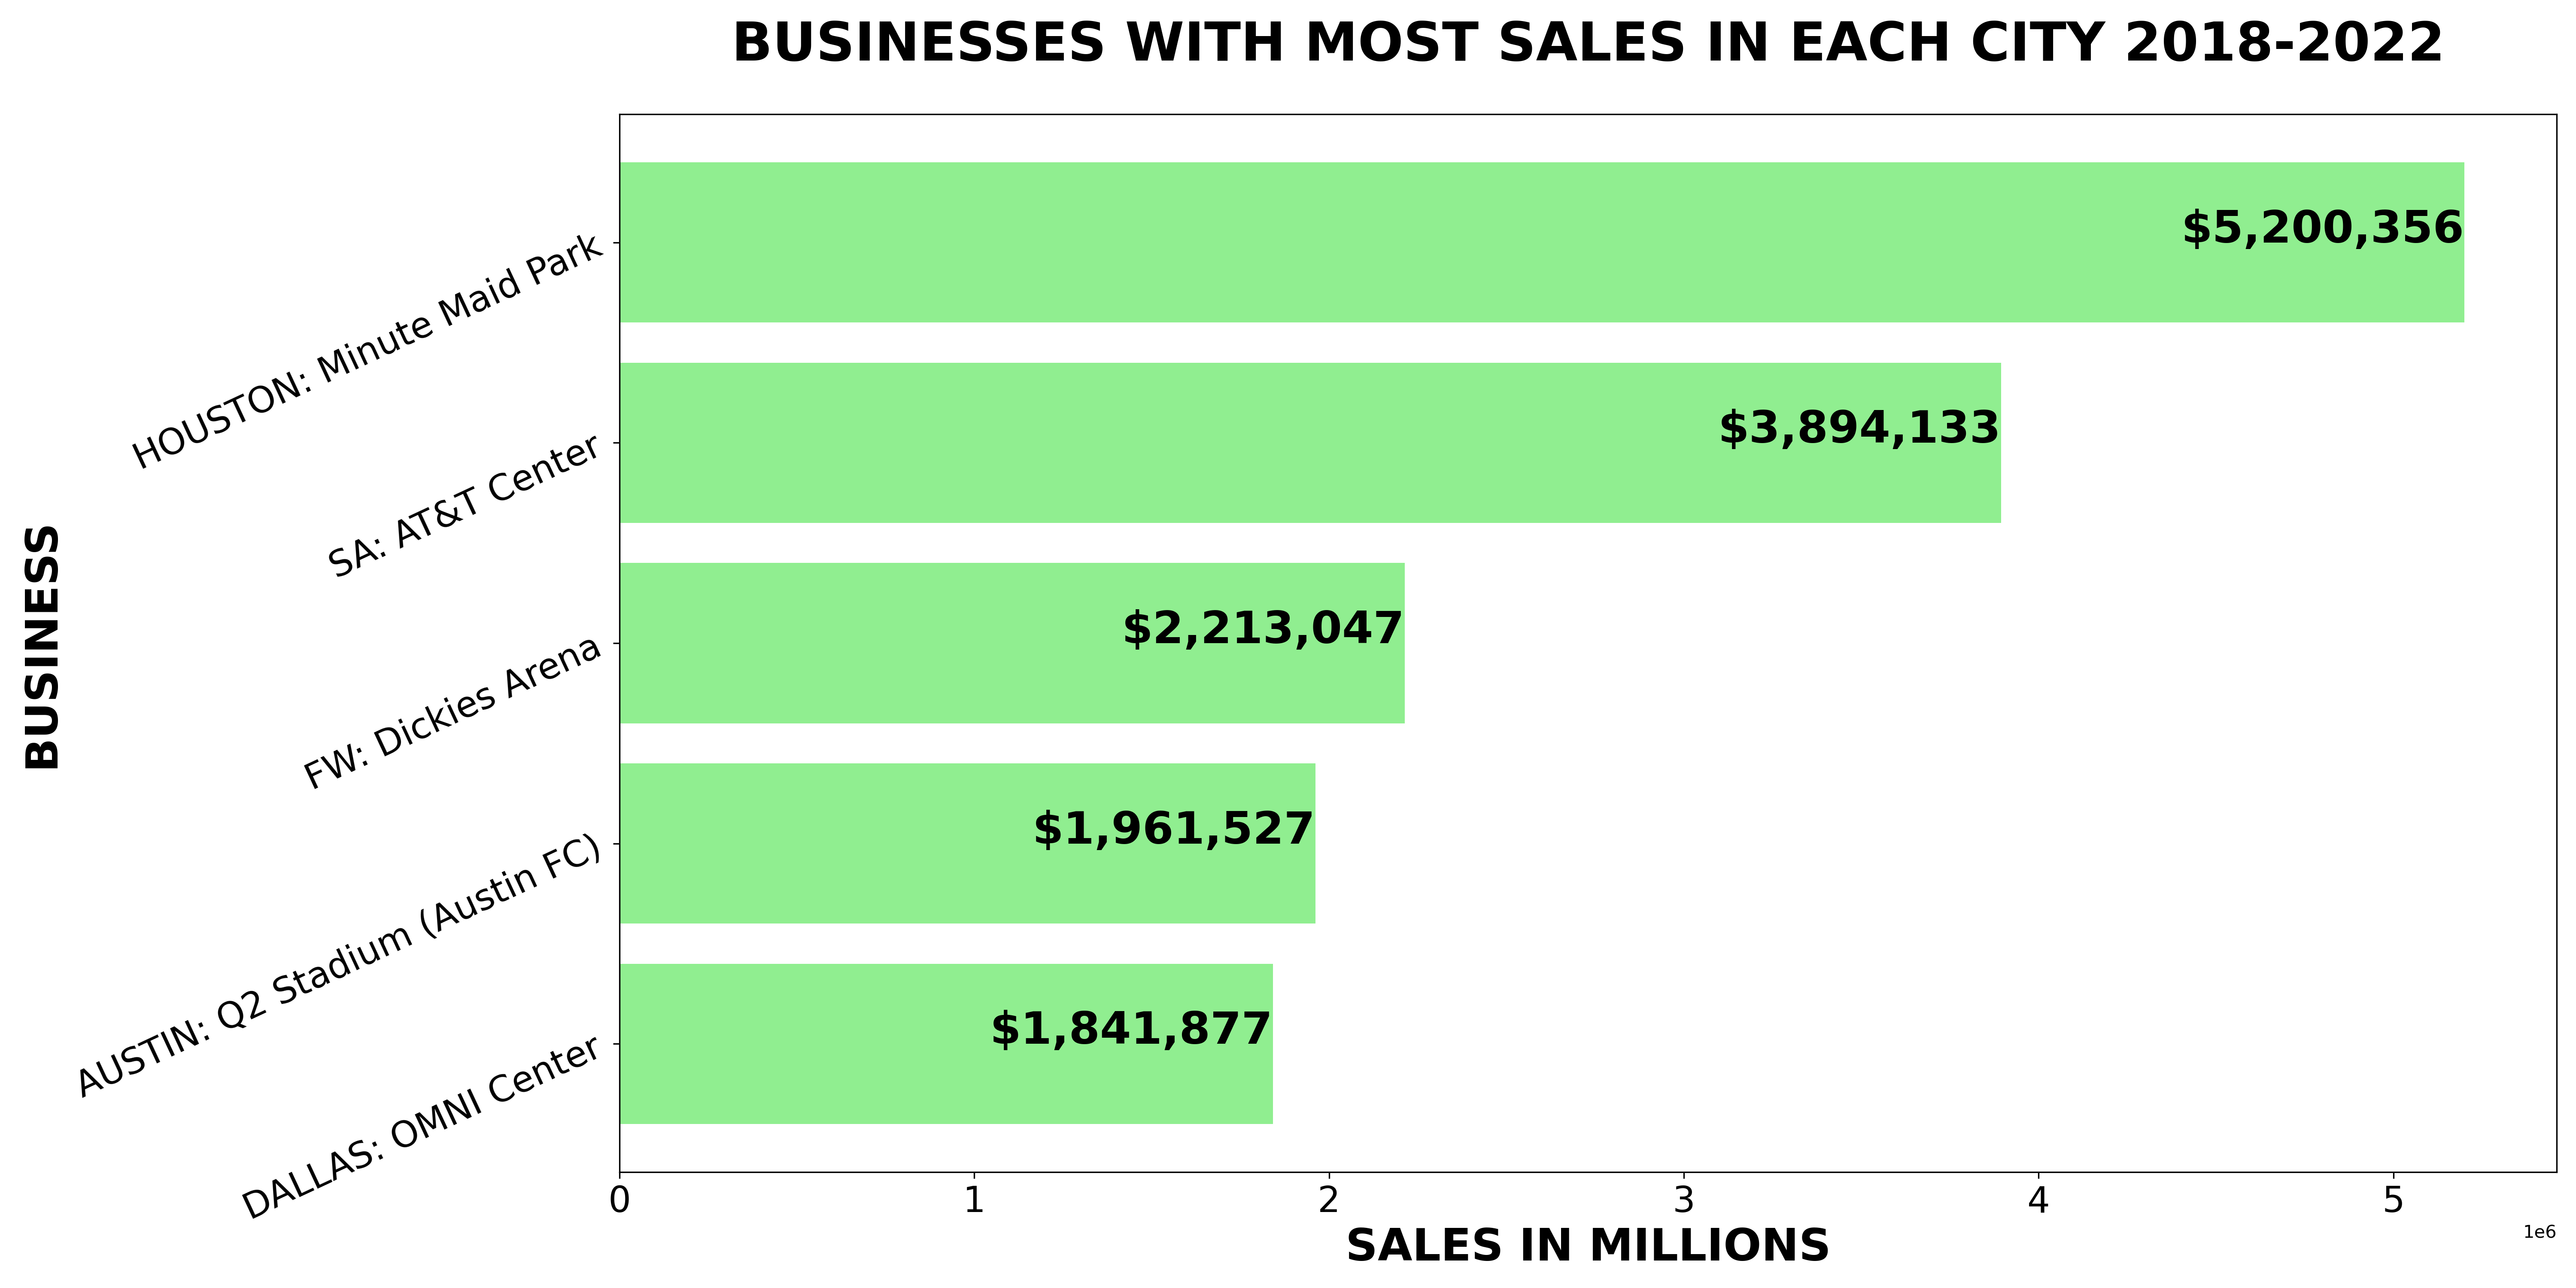 BUSINESSES WITH MOST SALES IN EACH CITY 2018-2022
BUSINESS
HOUSTON: Minute Maid Park
$5,200,356
SA: AT&T Center
$3,894,133
FW: Dickies Arena
$2,213,047
AUSTIN: Q2 Stadium (Austin FC)
$1,961,527
DALLAS: OMNI Center
$1,841,877
0 1 2 3 4 5
1e6
SALES IN MILLIONS